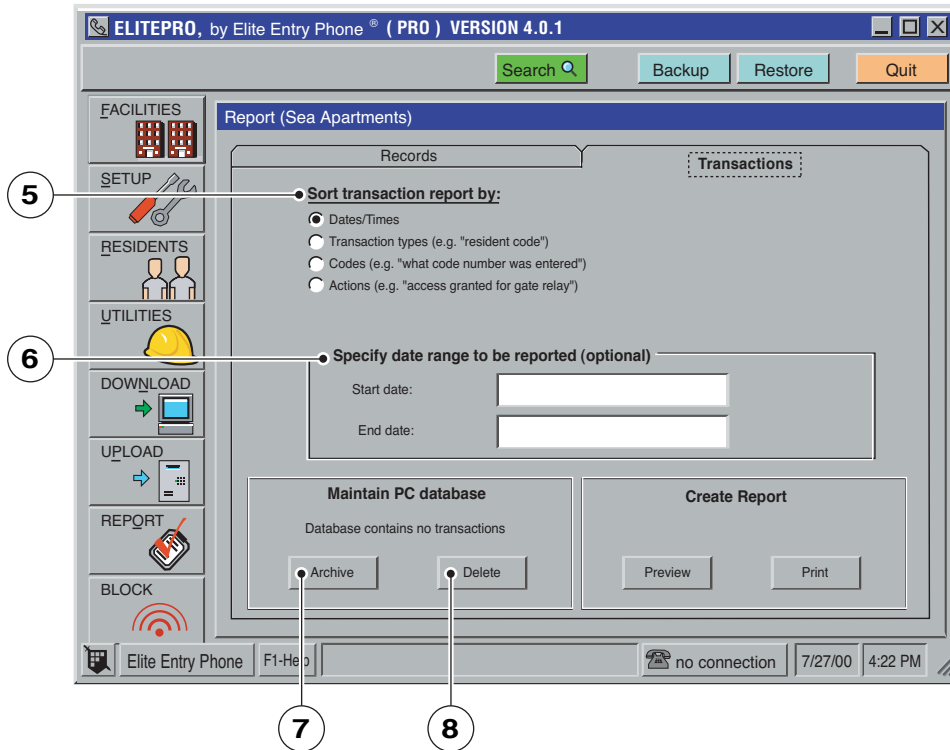 ELITEPRO, by Elite Entry Phone ® ( PRO ) VERSION 4.0.1
Search Backup Restore Quit
FACILITIES
SETUP
RESIDENTS
UTILITIES
DOWNLOAD
UPLOAD
REPORT
BLOCK
Report (Sea Apartments)
Records Transactions
5 Sort transaction report by:
Dates/Times
Transaction types (e.g. "resident code")
Codes (e.g. "what code number was entered")
Actions (e.g. "access granted for gate relay")
6 Specify date range to be reported (optional)
Start date:
End date:
Maintain PC database
Database contains no transactions
Archive Delete
Create Report
Preview Print
Elite Entry Phone F1-Help no connection 7/27/00 4:22 PM
7 8